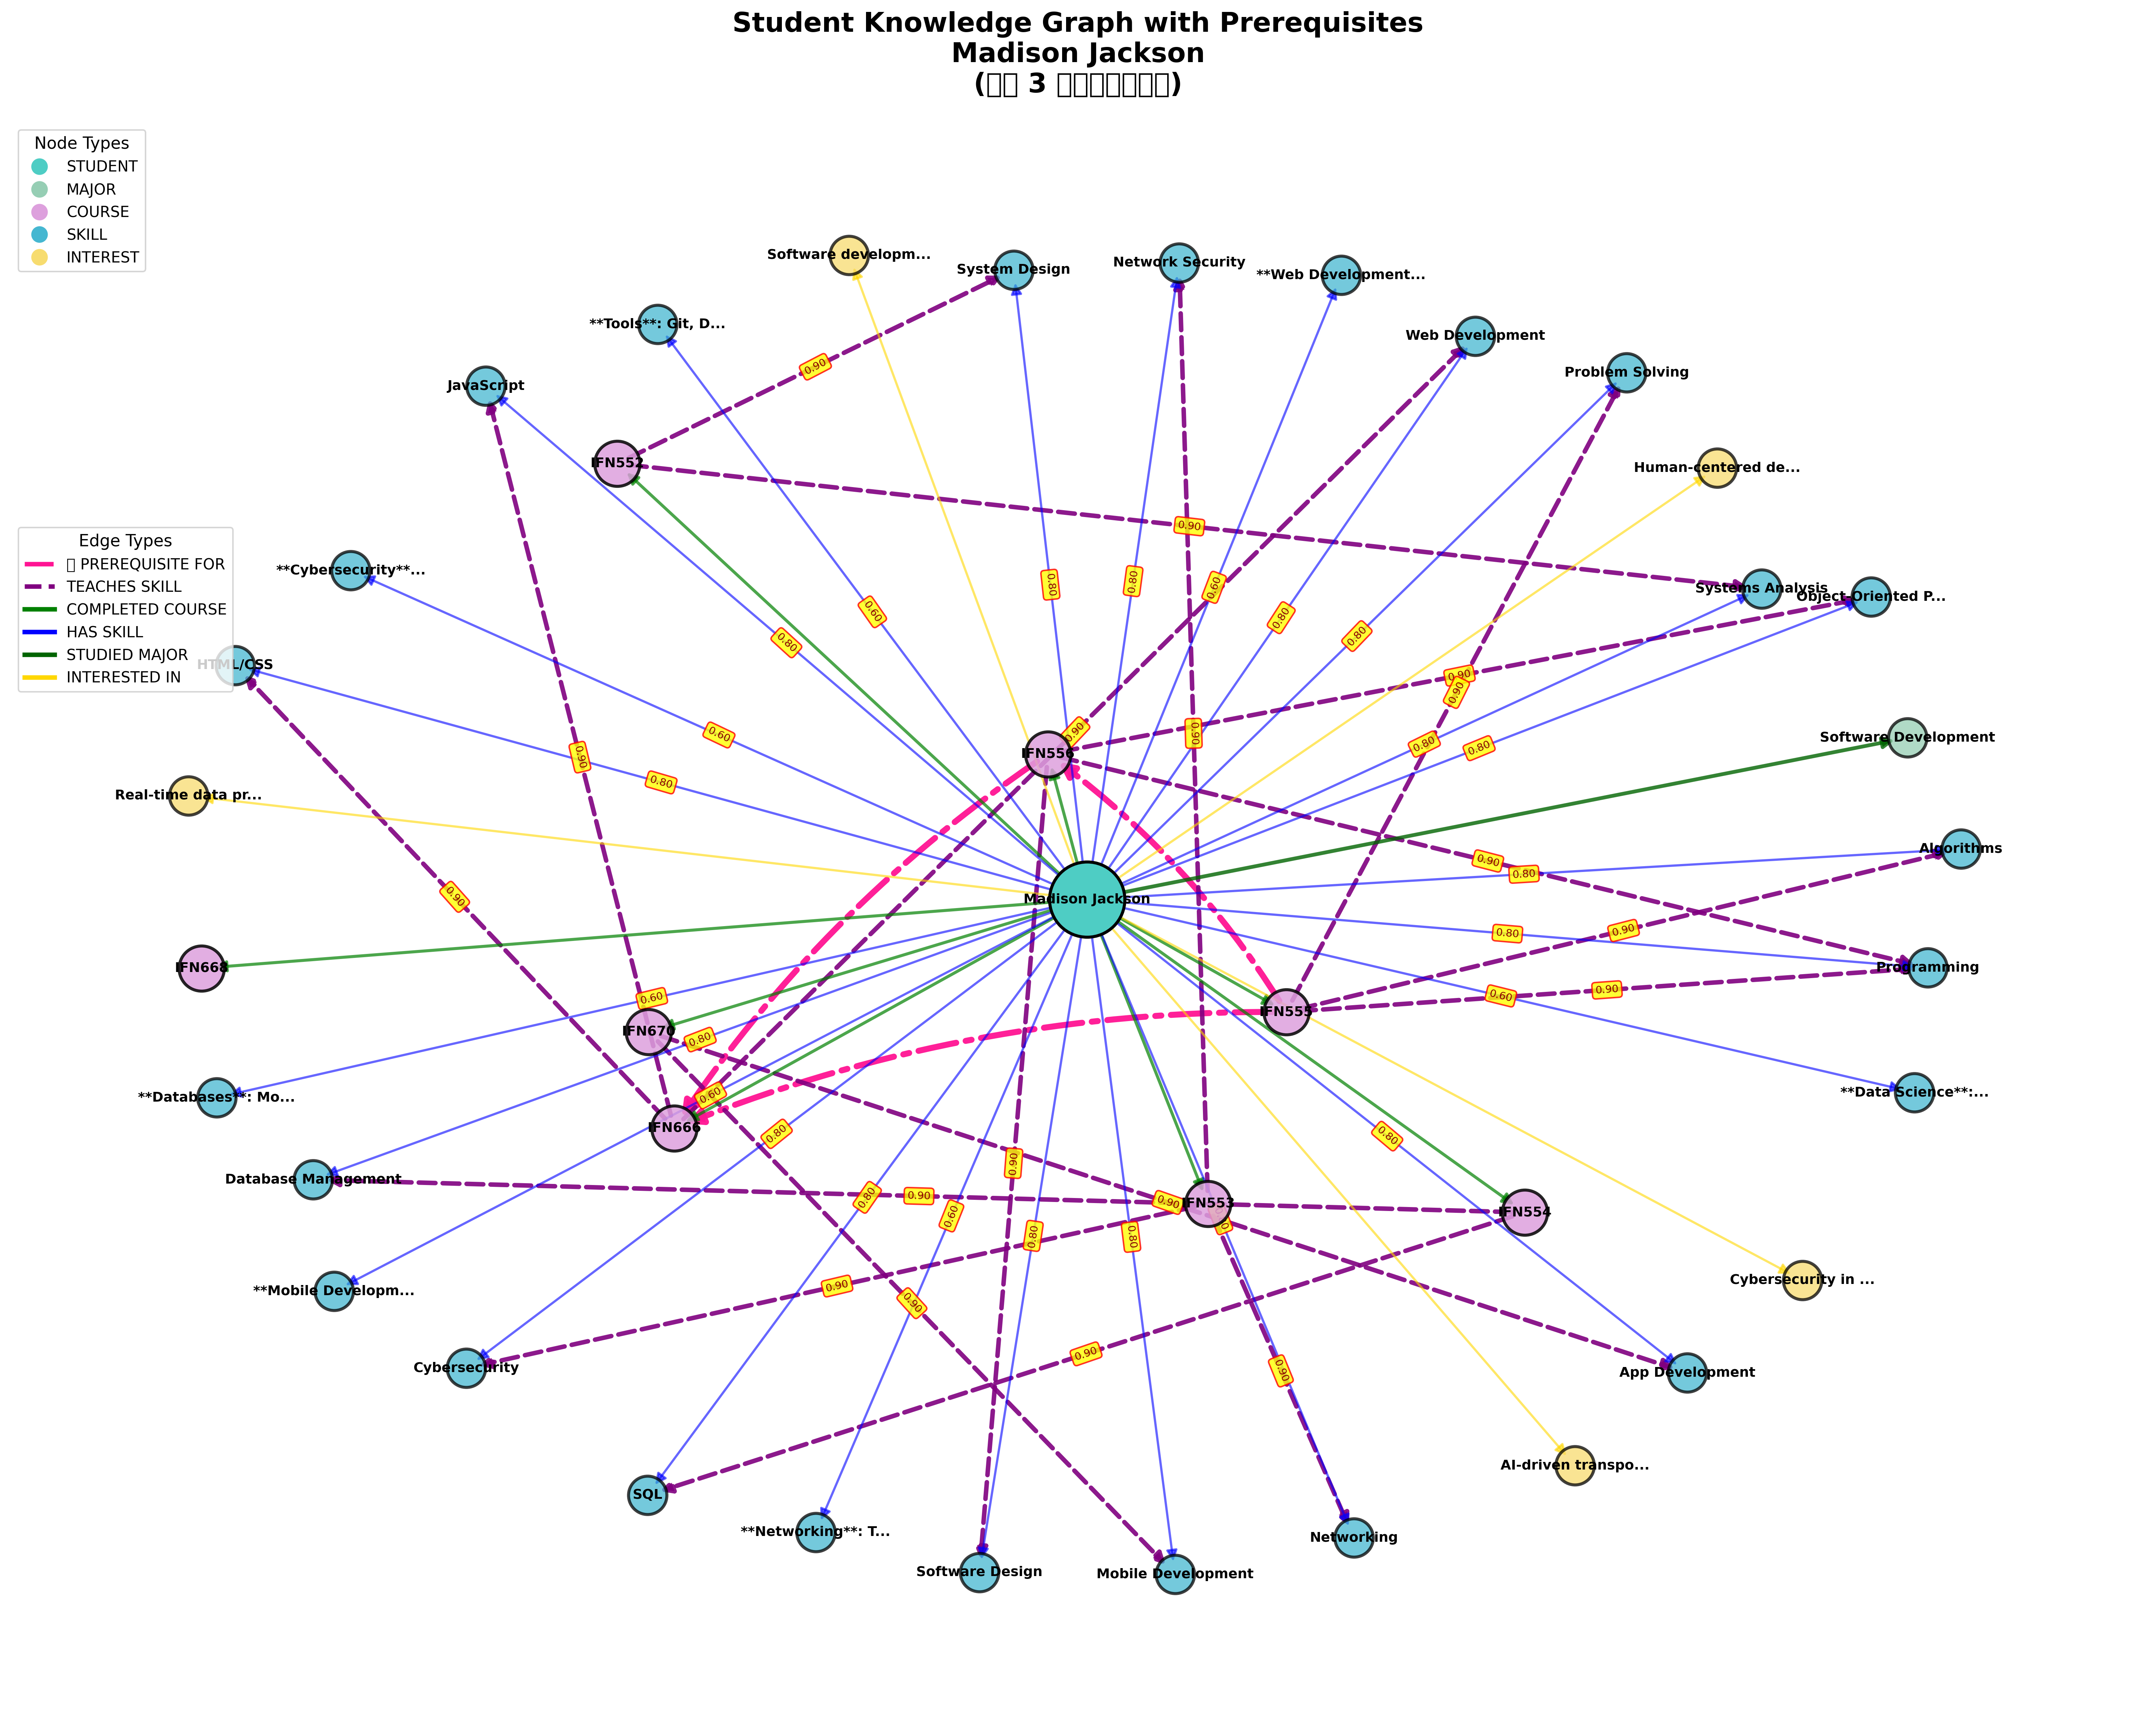 Student Knowledge Graph with Prerequisites
Madison Jackson
(□□ 3 □□□□□□□)
Node Types
STUDENT
MAJOR
COURSE
SKILL
INTEREST
Edge Types
□ PREREQUISITE FOR
TEACHES SKILL
COMPLETED COURSE
HAS SKILL
STUDIED MAJOR
INTERESTED IN
Software developm...
System Design
Network Security
**Web Development...
**Tools**: Git, D...
Web Development
JavaScript
Problem Solving
0.90
IFN552
Human-centered de...
0.90
**Cybersecurity**...
0.80
0.80
0.60
Systems Analysis
Object-Oriented P...
0.60
0.80
0.80
0.80
HTML/CSS
0.90
0.90
0.60
0.90
0.90
Software Development
0.80
0.80
IFN556
0.90
0.80
Real-time data pr...
Algorithms
0.90
0.80
0.90
Madison Jackson
0.90
0.80
IFN668
Programming
0.60
0.90
0.60
IFN670
IFN555
0.80
**Databases**: Mo...
0.60
**Data Science**:...
IFN666
0.80
0.80
0.90
Database Management
0.90
0.80
0.90
IFN553
IFN554
0.60
0.80
0.80
**Mobile Developm...
0.90
Cybersecurity in ...
0.90
0.90
Cybersecurity
0.90
App Development
AI-driven transpo...
SQL
**Networking**: T...
Networking
Software Design
Mobile Development